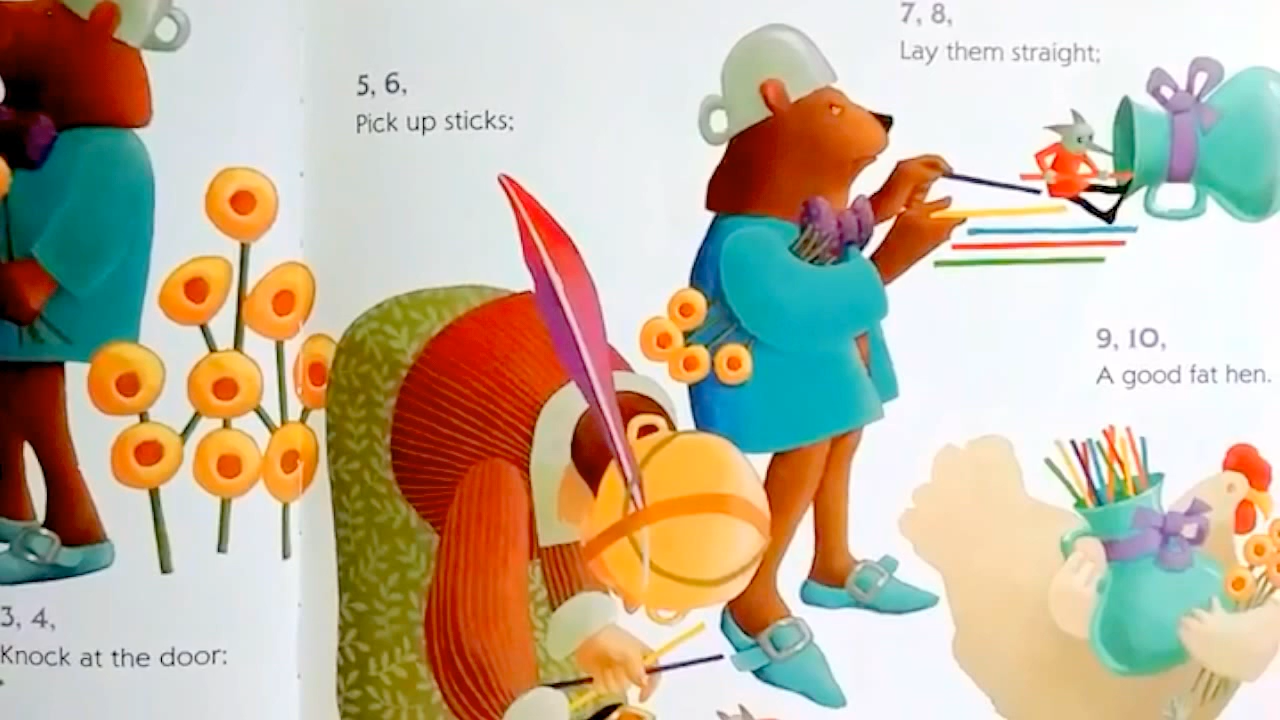 3, 4,
Knock at the door:
5, 6,
Pick up sticks;
7, 8,
Lay them straight;
9, 10,
A good fat hen.